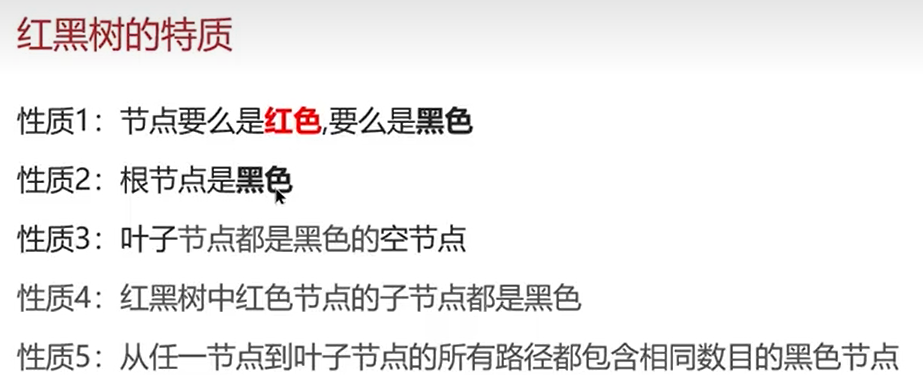 红黑树的特质
性质1：节点要么是红色,要么是黑色
性质2：根节点是黑色
性质3：叶子节点都是黑色的空节点
性质4：红黑树中红色节点的子节点都是黑色
性质5：从任一节点到叶子节点的所有路径都包含相同数目的黑色节点